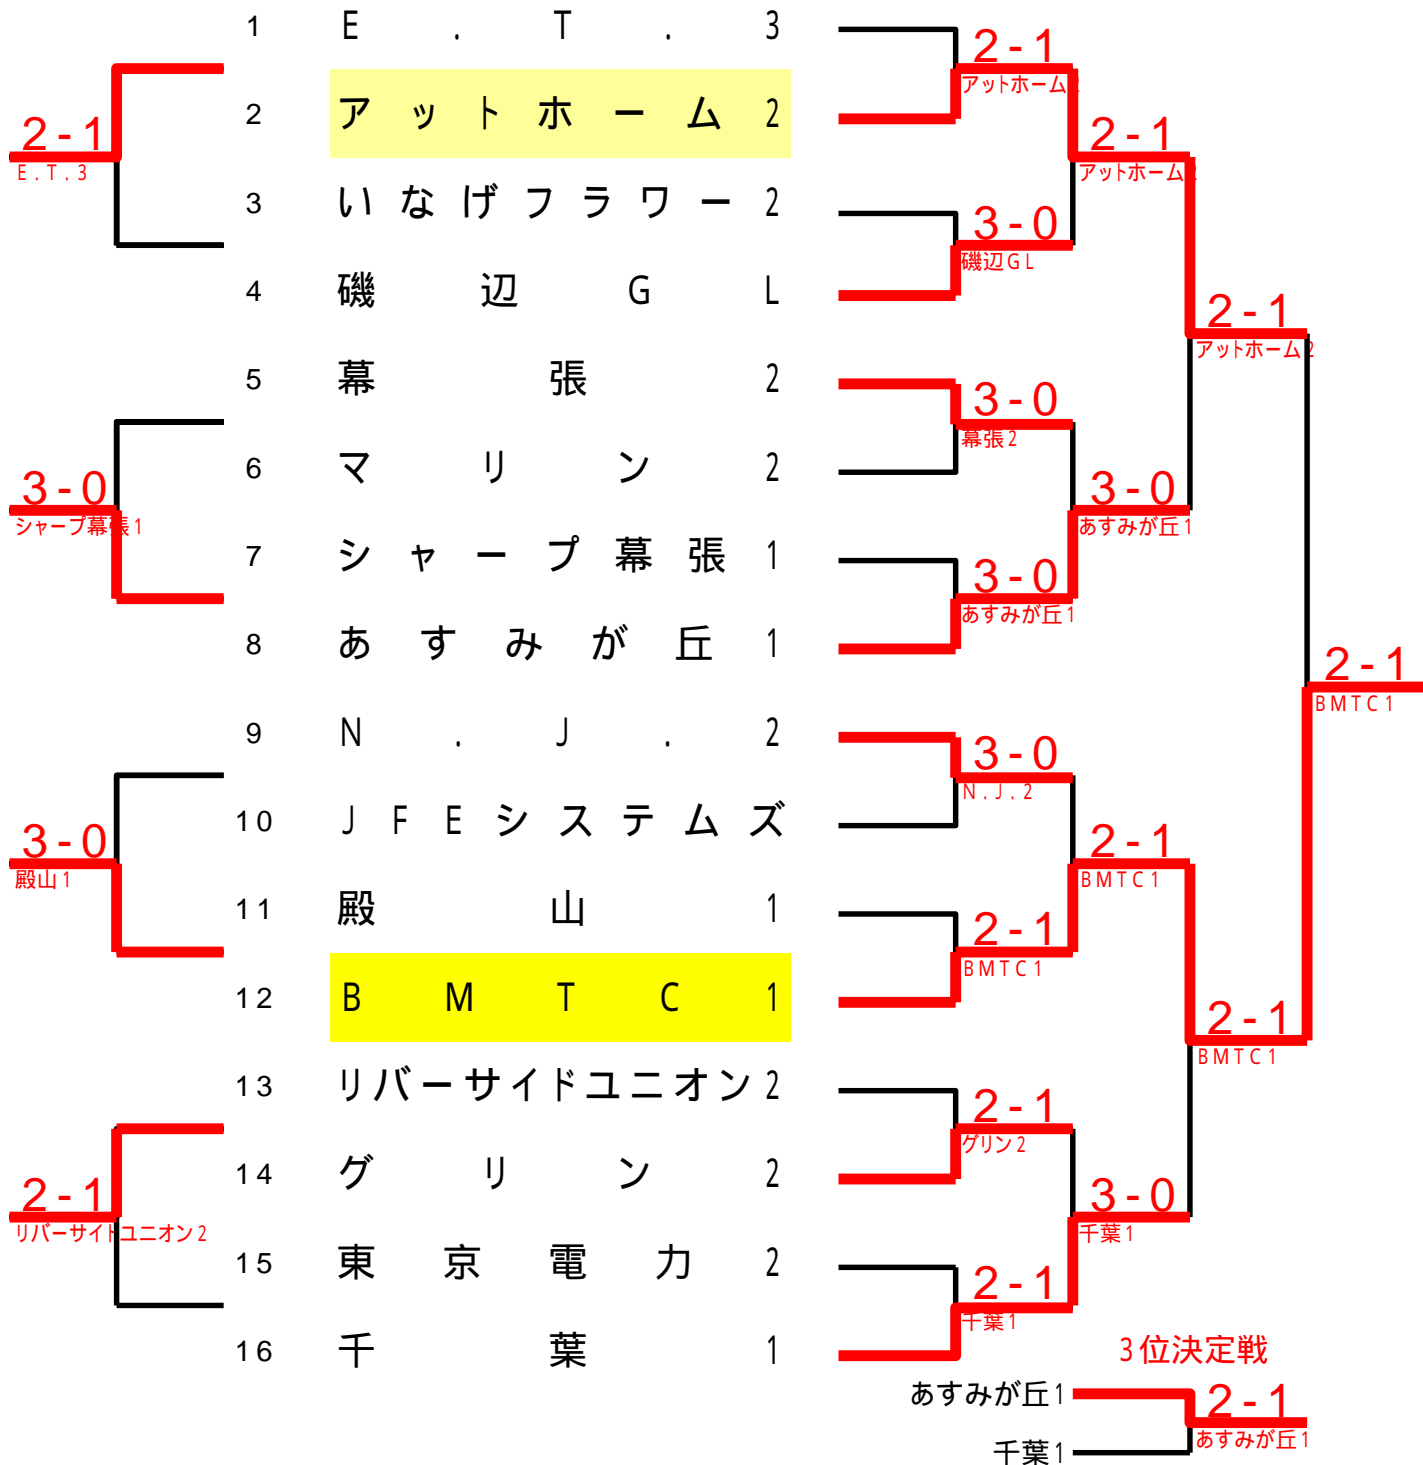 1 E . T . 3
2-1
アットホーム2
2 アットホーム2
2-1
E.T.3
2-1
アットホーム2
3 いなげフラワー2
3-0
磯辺GL
4 磯辺GL
2-1
アットホーム2
5 幕張2
3-0
幕張2
6 マリン2
3-0
シャープ幕張1
3-0
あすみが丘1
7 シャープ幕張1
3-0
あすみが丘1
8 あすみが丘1
2-1
BMTC1
9 N . J . 2
3-0
N.J.2
10 JFEシステムズ
3-0
殿山1
2-1
BMTC1
11 殿山1
2-1
BMTC1
12 BMTC1
2-1
BMTC1
13 リバーサイドユニオン2
2-1
グリン2
14 グリン2
2-1
リバーサイドユニオン2
3-0
千葉1
15 東京電力2
2-1
千葉1
16 千葉1
3位決定戦
あすみが丘1
2-1
あすみが丘1
千葉1